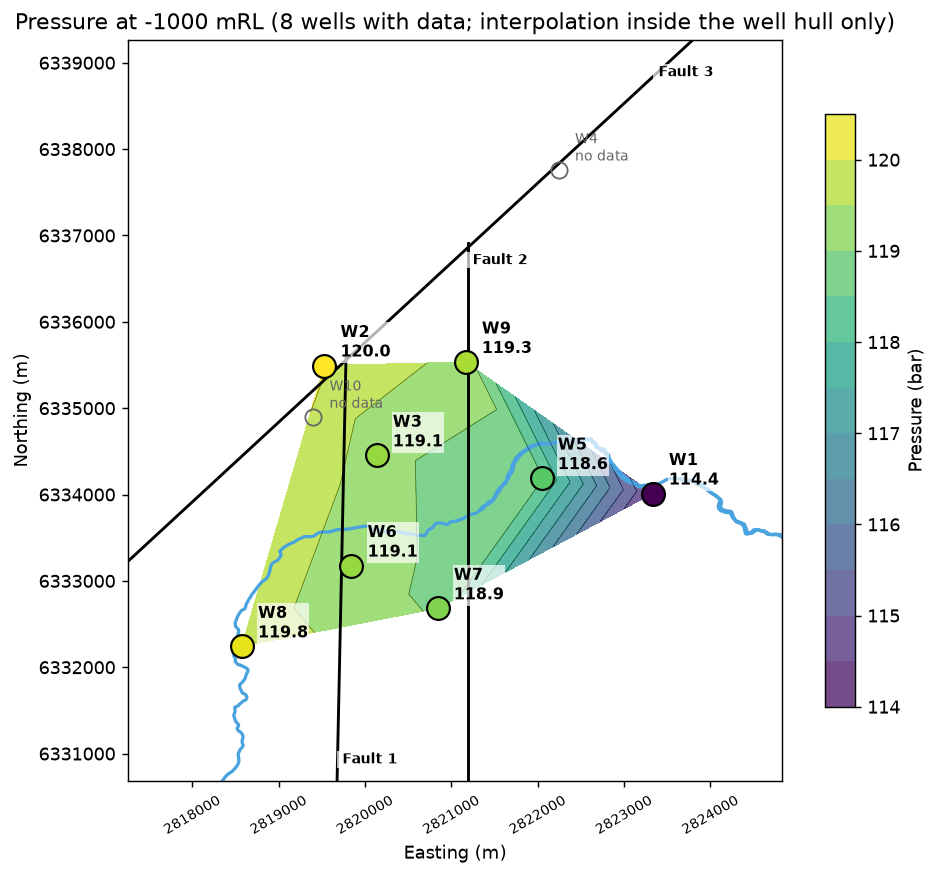 Pressure at -1000 mRL (8 wells with data; interpolation inside the well hull only)
6339000
6338000
6337000
6336000
6335000
6334000
6333000
6332000
6331000
Northing (m)
2818000
2819000
2820000
2821000
2822000
2823000
2824000
Easting (m)
Fault 3
W4
no data
Fault 2
W2
120.0
W9
119.3
W10
no data
W3
119.1
W5
118.6
W1
114.4
W6
119.1
W7
118.9
W8
119.8
Fault 1
120
119
118
117
116
115
114
Pressure (bar)